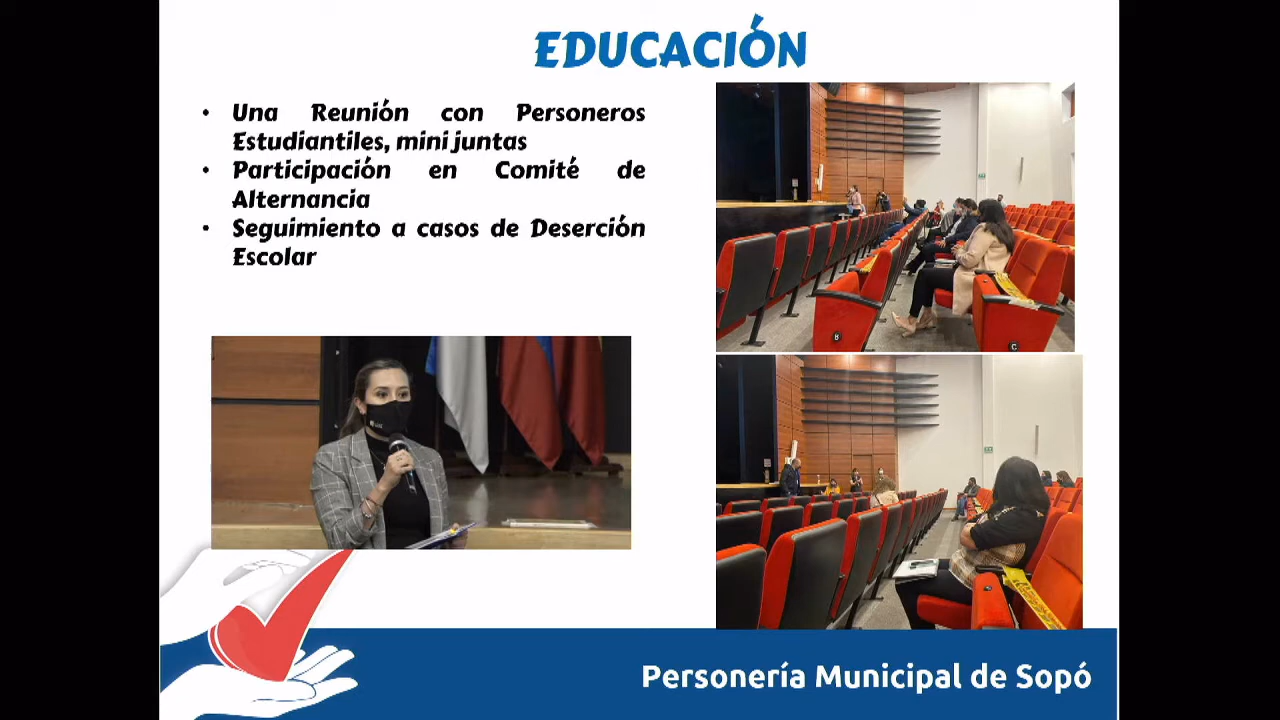 EDUCACIÓN
• Una Reunión con Personeros
Estudiantiles, mini juntas
• Participación en Comité de
Alternancia
• Seguimiento a casos de Deserción
Escolar
B
C
Personería Municipal de Sopó